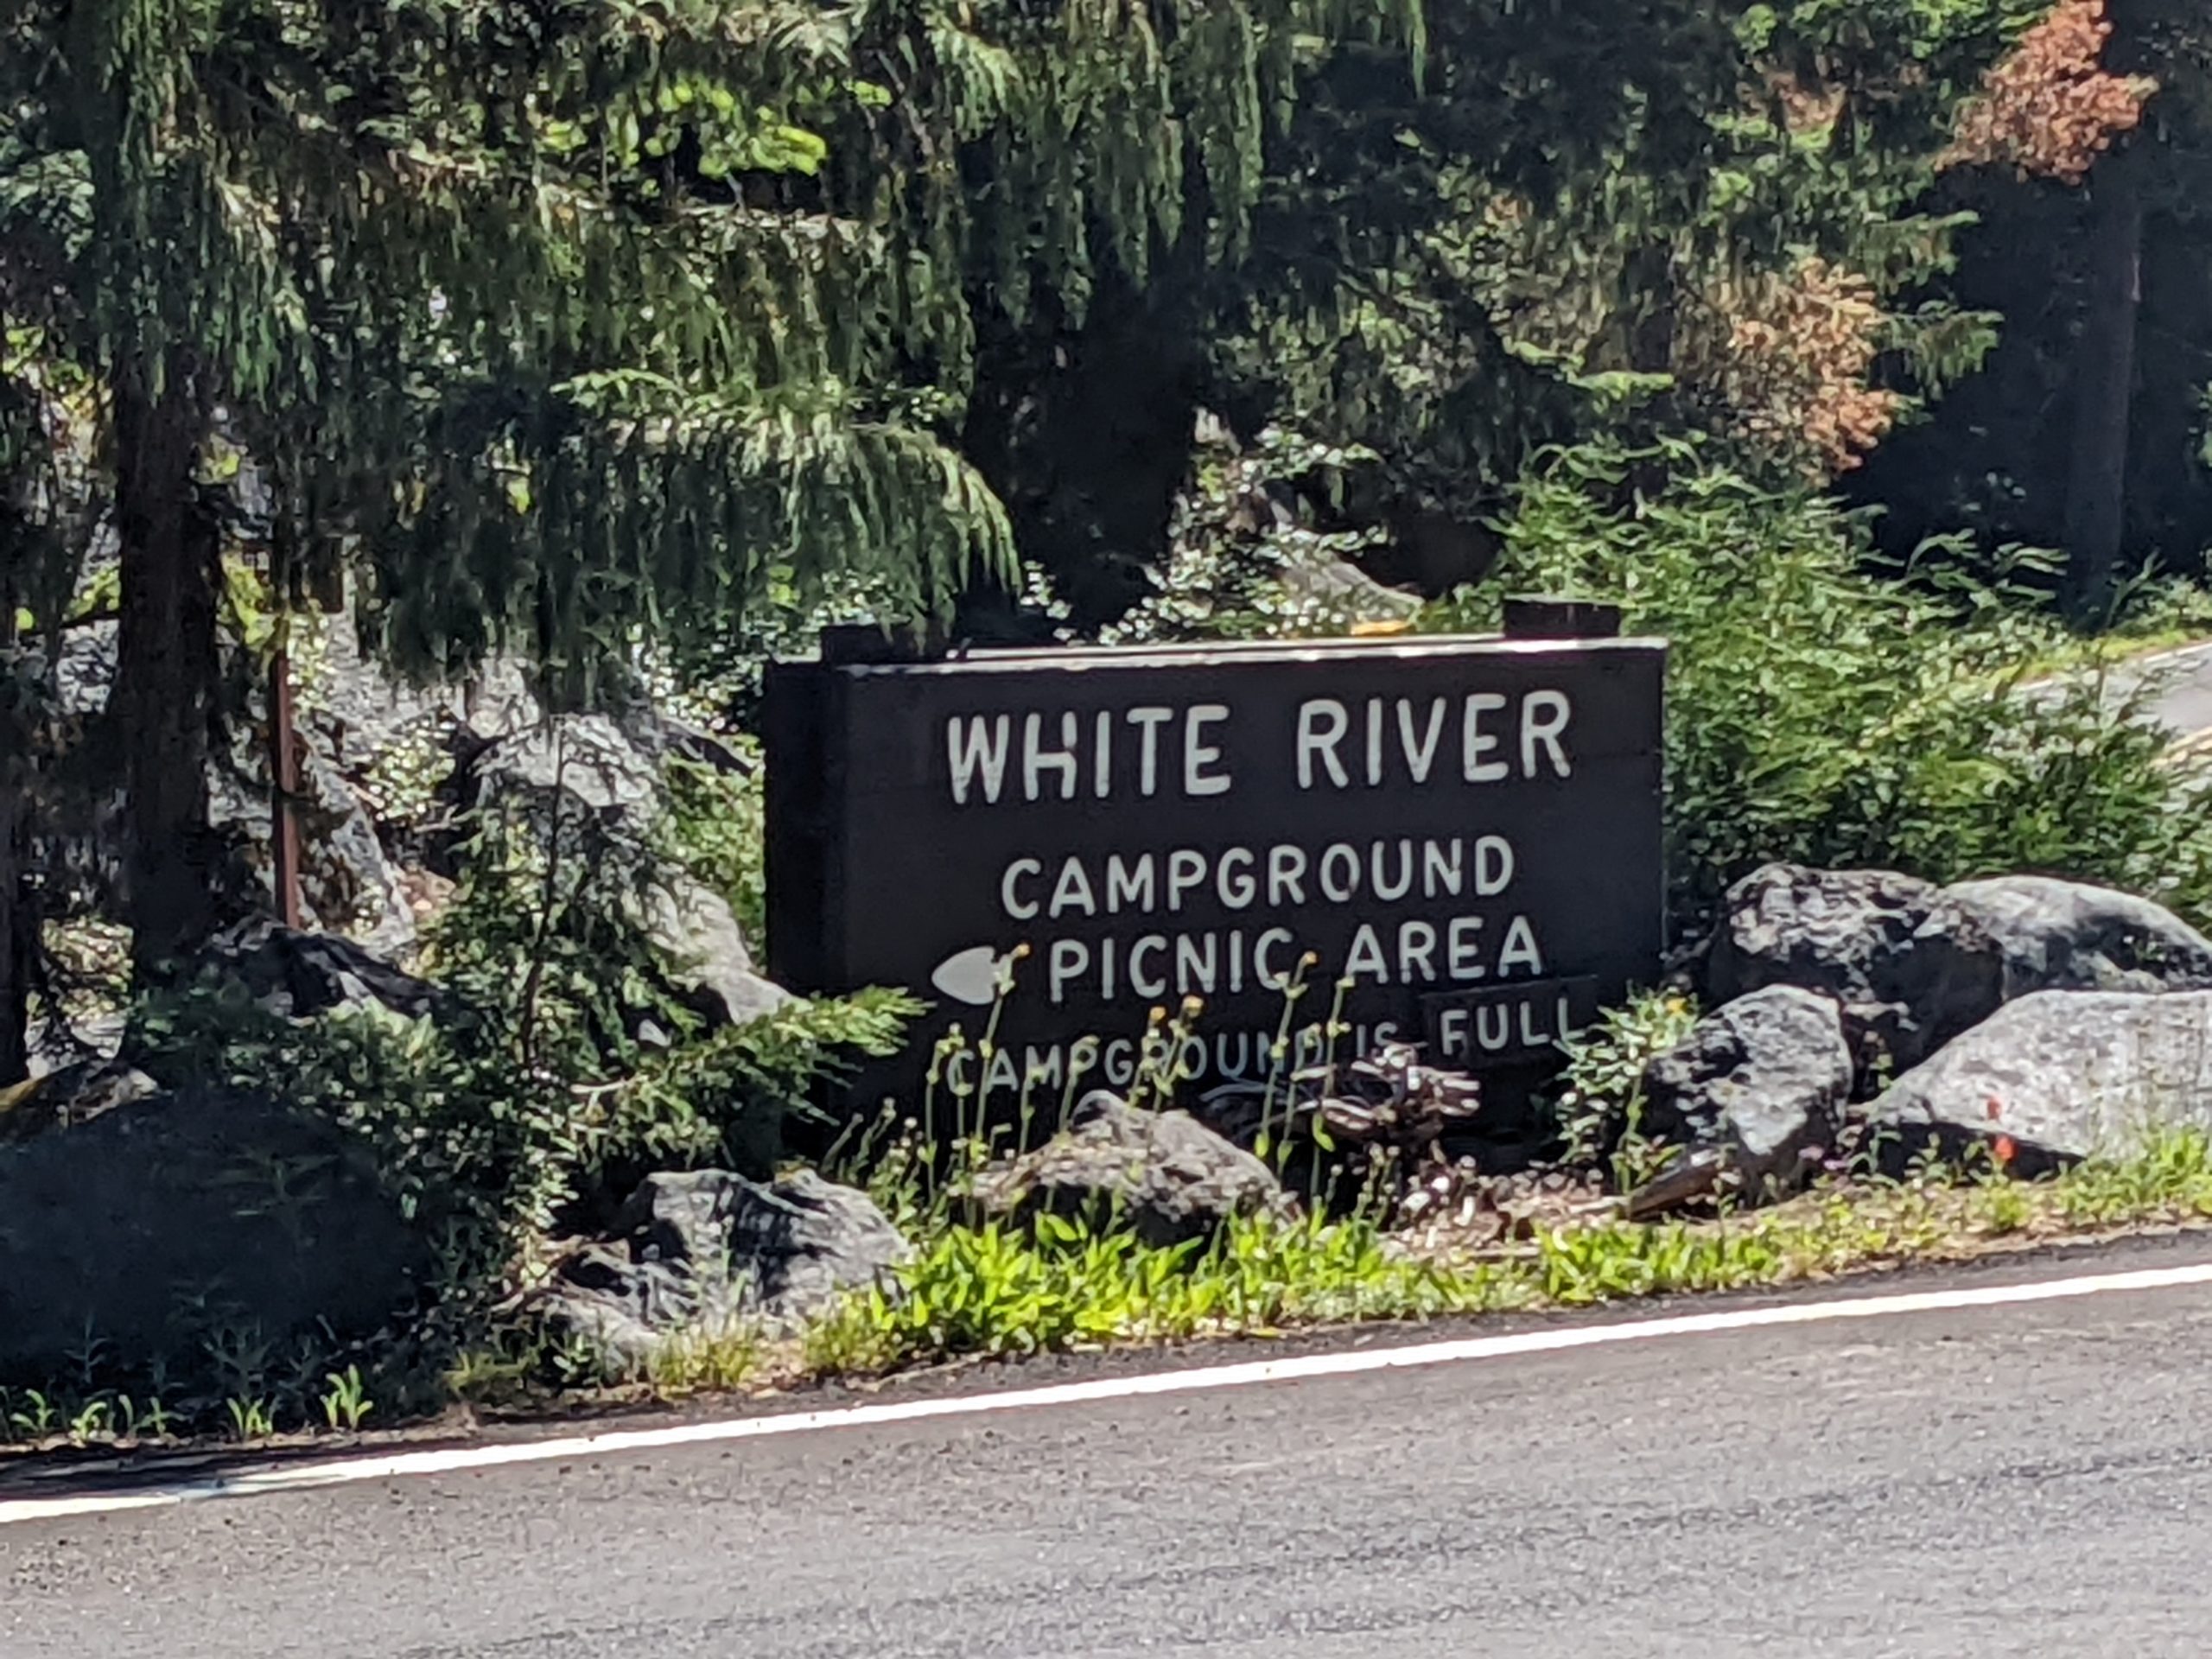 WHITE RIVER
CAMPGROUND
PICNIC AREA
CAMPGROUND IS FULL